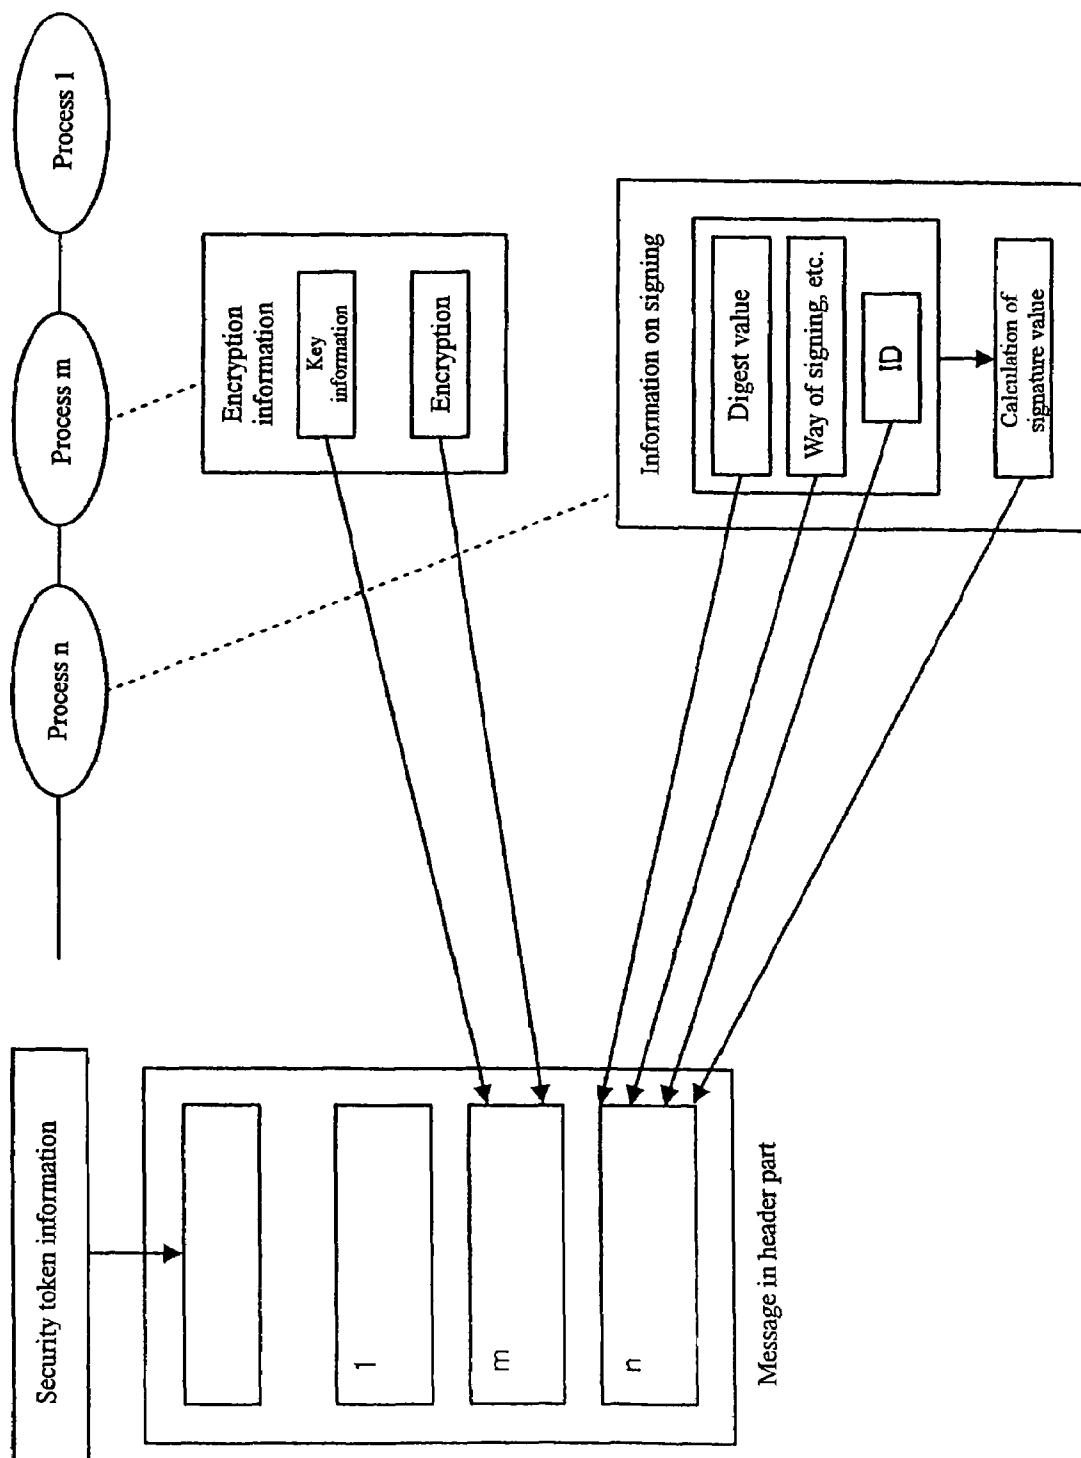 Security token information
1
m
n
Message in header part
Process n
Process m
Process 1
Encryption
information
Key
information
Encryption
Information on signing
Digest value
Way of signing, etc.
ID
Calculation of
signature value